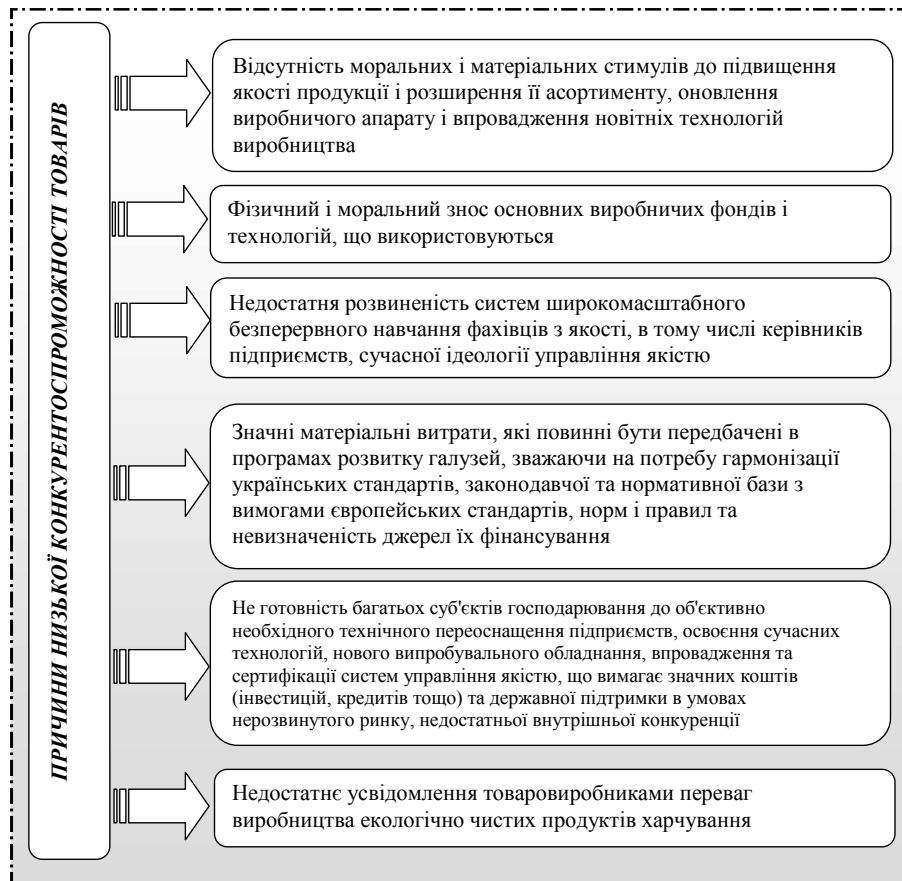 ПРИЧИНИ НИЗЬКОЇ КОНКУРЕНТОСПРОМОЖНОСТІ ТОВАРІВ
Відсутність моральних і матеріальних стимулів до підвищення
якості продукції і розширення її асортименту, оновлення
виробничого апарату і впровадження новітніх технологій
виробництва
Фізичний і моральний знос основних виробничих фондів і
технологій, що використовуються
Недостатня розвиненість систем широкомасштабного
безперервного навчання фахівців з якості, в тому числі керівників
підприємств, сучасної ідеології управління якістю
Значні матеріальні витрати, які повинні бути передбачені в
програмах розвитку галузей, зважаючи на потребу гармонізації
українських стандартів, законодавчої та нормативної бази з
вимогами європейських стандартів, норм і правил та
невизначеність джерел їх фінансування
Не готовність багатьох суб'єктів господарювання до об'єктивно
необхідного технічного переоснащення підприємств, освоєння сучасних
технологій, нового випробувального обладнання, впровадження та
сертифікації систем управління якістю, що вимагає значних коштів
(інвестицій, кредитів тощо) та державної підтримки в умовах
нерозвинутого ринку, недостатньої внутрішньої конкуренції
Недостатнє усвідомлення товаровиробниками переваг
виробництва екологічно чистих продуктів харчування